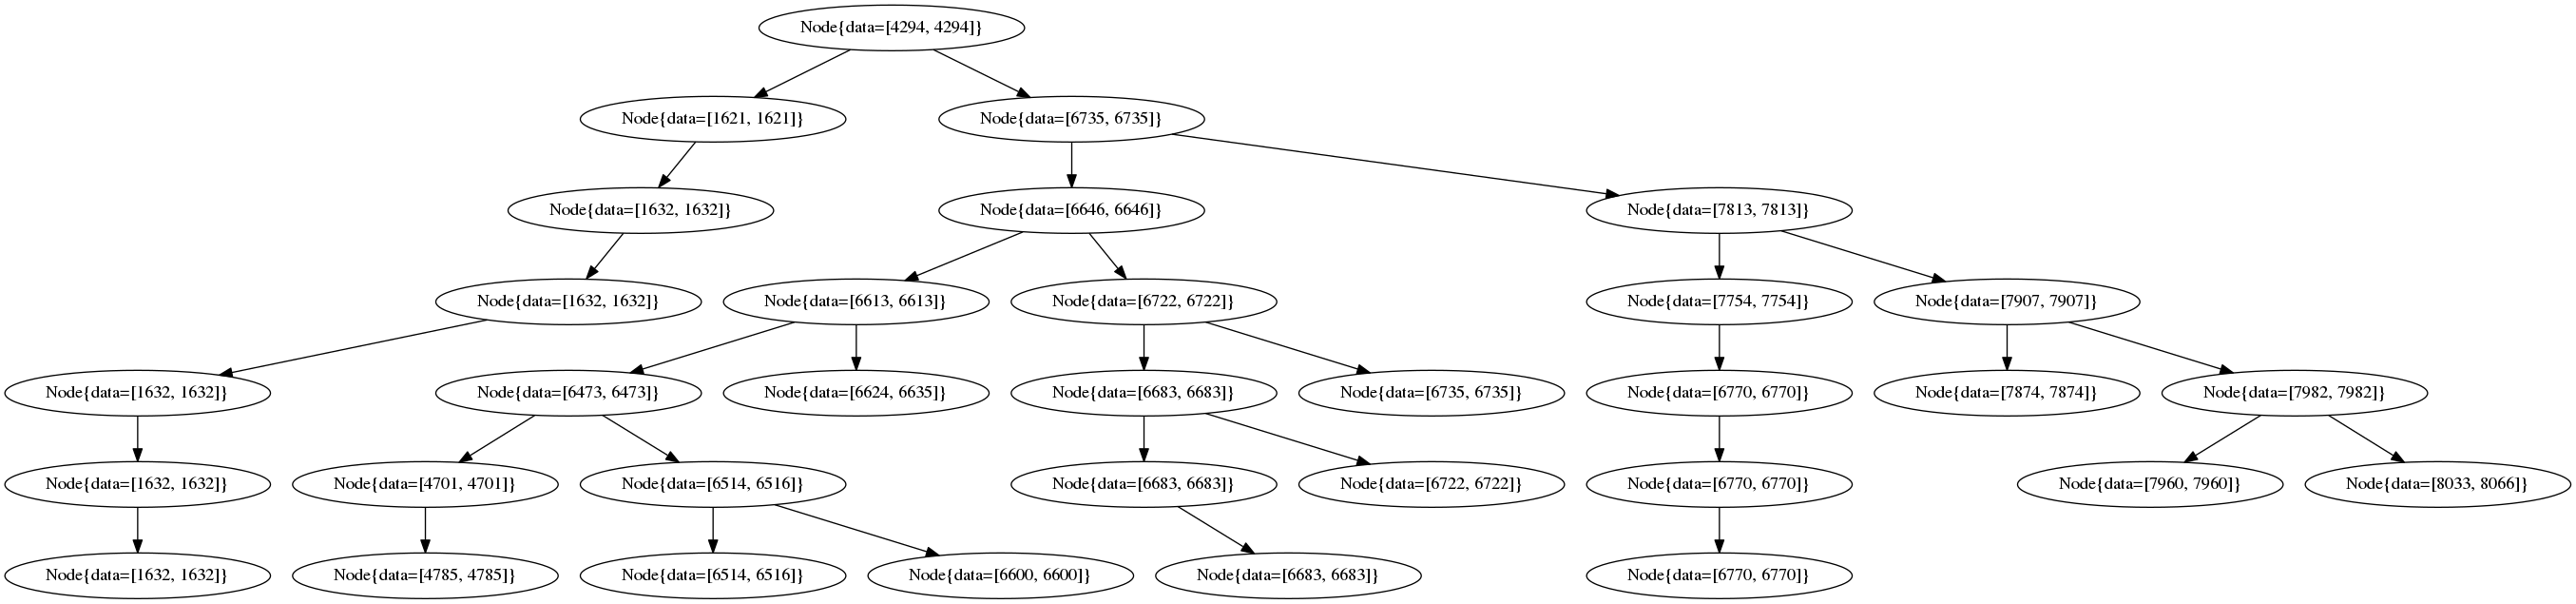 Node{data=[4294, 4294]}
Node{data=[1621, 1621]}
Node{data=[6735, 6735]}
Node{data=[1632, 1632]}
Node{data=[6646, 6646]}
Node{data=[7813, 7813]}
Node{data=[1632, 1632]}
Node{data=[6613, 6613]}
Node{data=[6722, 6722]}
Node{data=[7754, 7754]}
Node{data=[7907, 7907]}
Node{data=[1632, 1632]}
Node{data=[6473, 6473]}
Node{data=[6624, 6635]}
Node{data=[6683, 6683]}
Node{data=[6735, 6735]}
Node{data=[6770, 6770]}
Node{data=[7874, 7874]}
Node{data=[7982, 7982]}
Node{data=[1632, 1632]}
Node{data=[4701, 4701]}
Node{data=[6514, 6516]}
Node{data=[6683, 6683]}
Node{data=[6722, 6722]}
Node{data=[6770, 6770]}
Node{data=[7960, 7960]}
Node{data=[8033, 8066]}
Node{data=[1632, 1632]}
Node{data=[4785, 4785]}
Node{data=[6514, 6516]}
Node{data=[6600, 6600]}
Node{data=[6683, 6683]}
Node{data=[6770, 6770]}